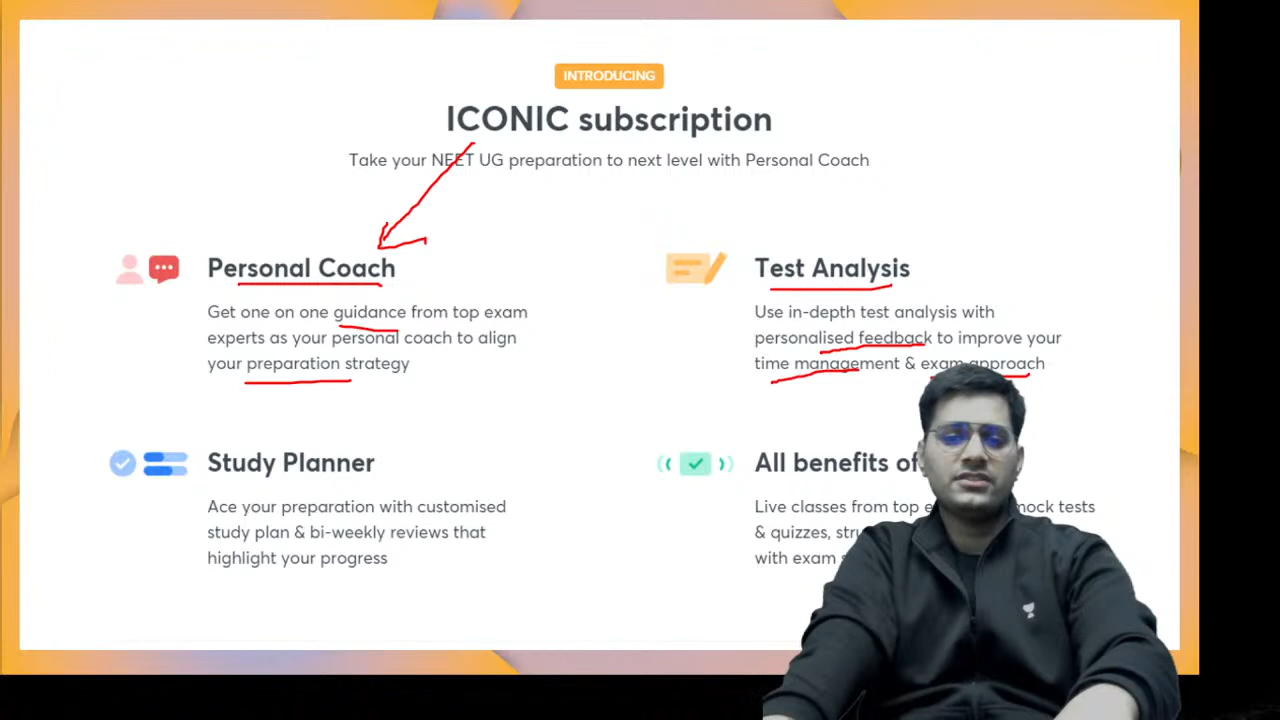 INTRODUCING
ICONIC subscription
Take your NEET UG preparation to next level with Personal Coach
Personal Coach
Get one on one guidance from top exam
experts as your personal coach to align
your preparation strategy
Test Analysis
Use in-depth test analysis with
personalised feedback to improve your
time management & exam approach
Study Planner
Ace your preparation with customised
study plan & bi-weekly reviews that
highlight your progress
All benefits of
Live classes from top mock tests
& quizzes,
with exam